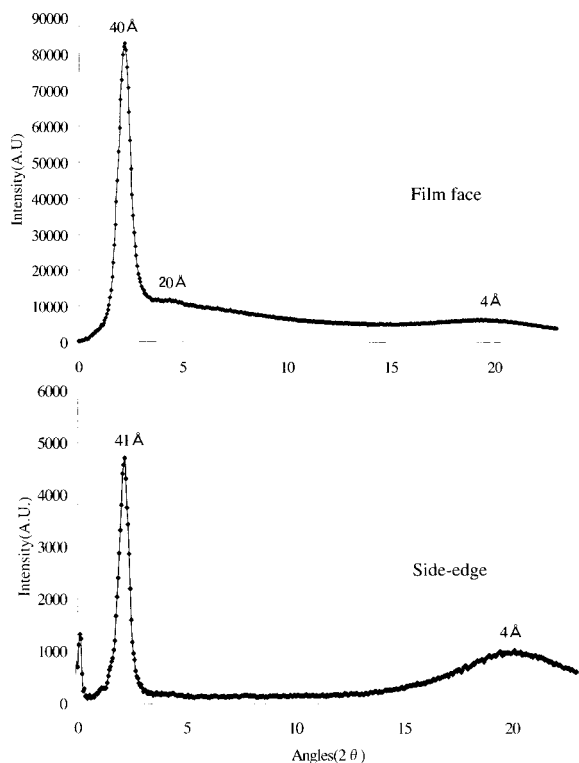 40Å
90000
80000
70000
60000
50000
40000
30000
20000
10000
0
Intensity(A.U)
Film face
20Å
4Å
0 5 10 15 20
6000
5000
4000
3000
2000
1000
0
Intensity(A.U.)
41Å
Side-edge
4Å
0 5 10 15 20
Angles(2θ)